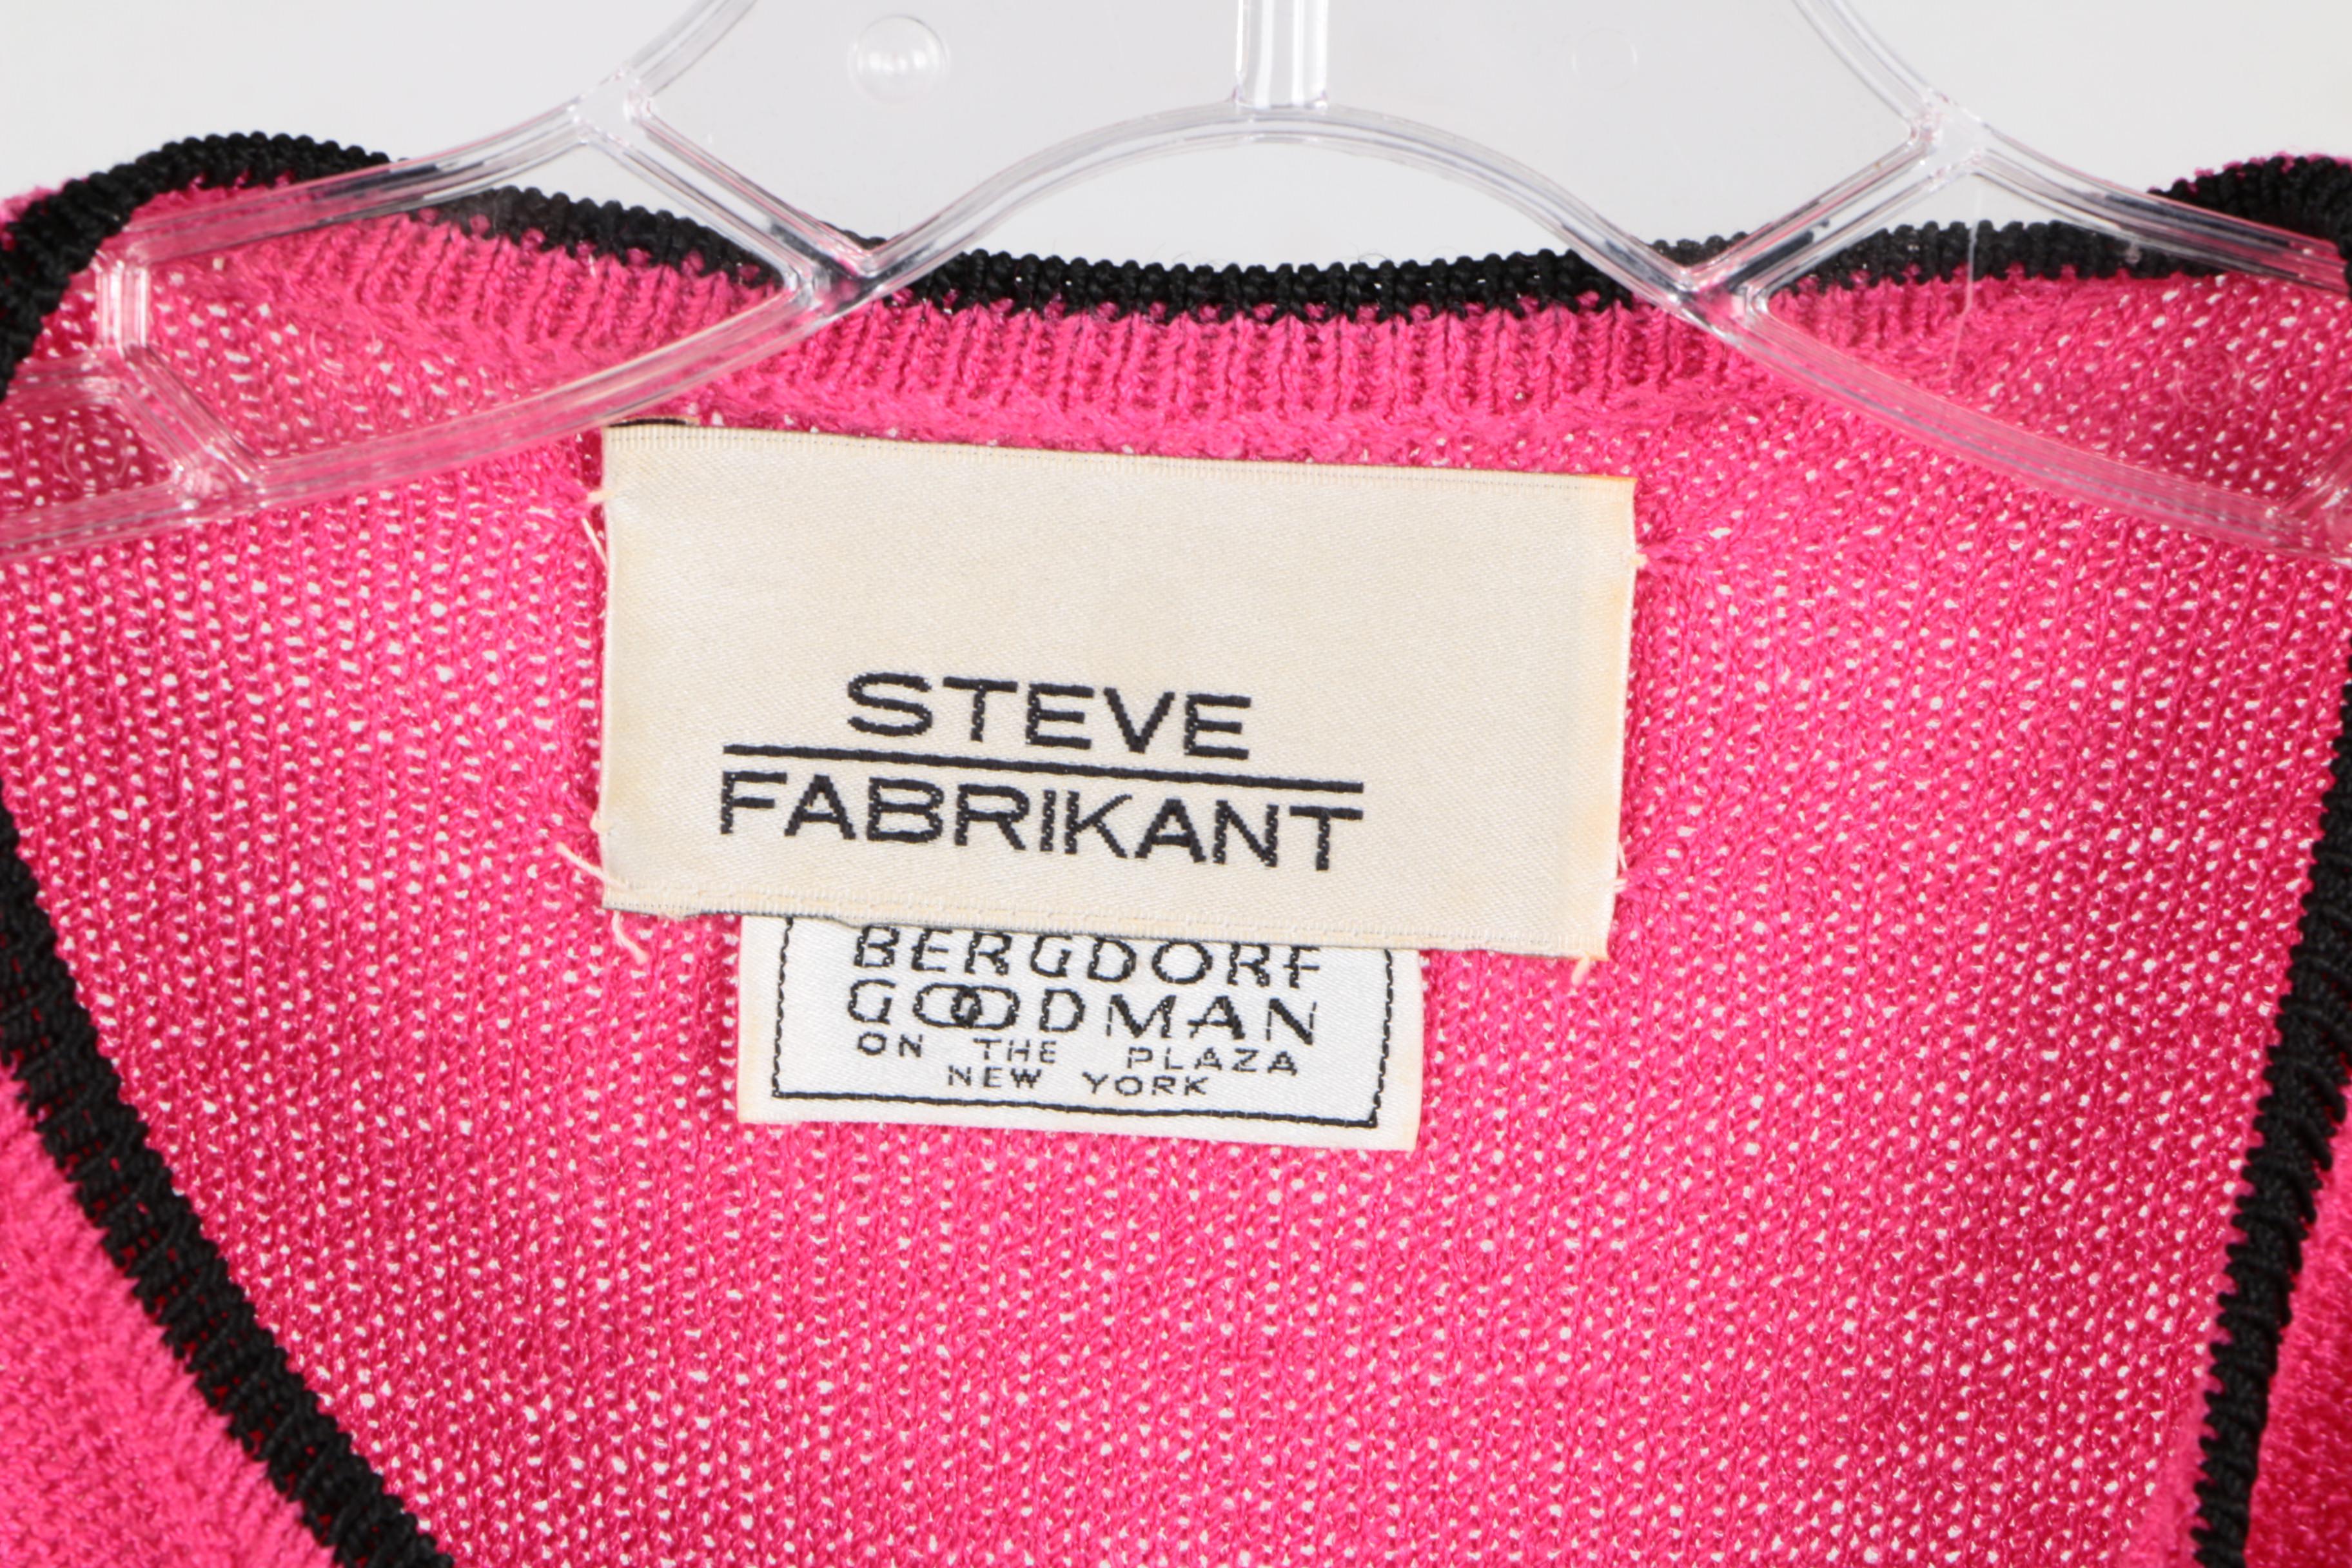 STEVE
FABRIKANT
BERGDORF
GOODMAN
ON THE PLAZA
NEW YORK